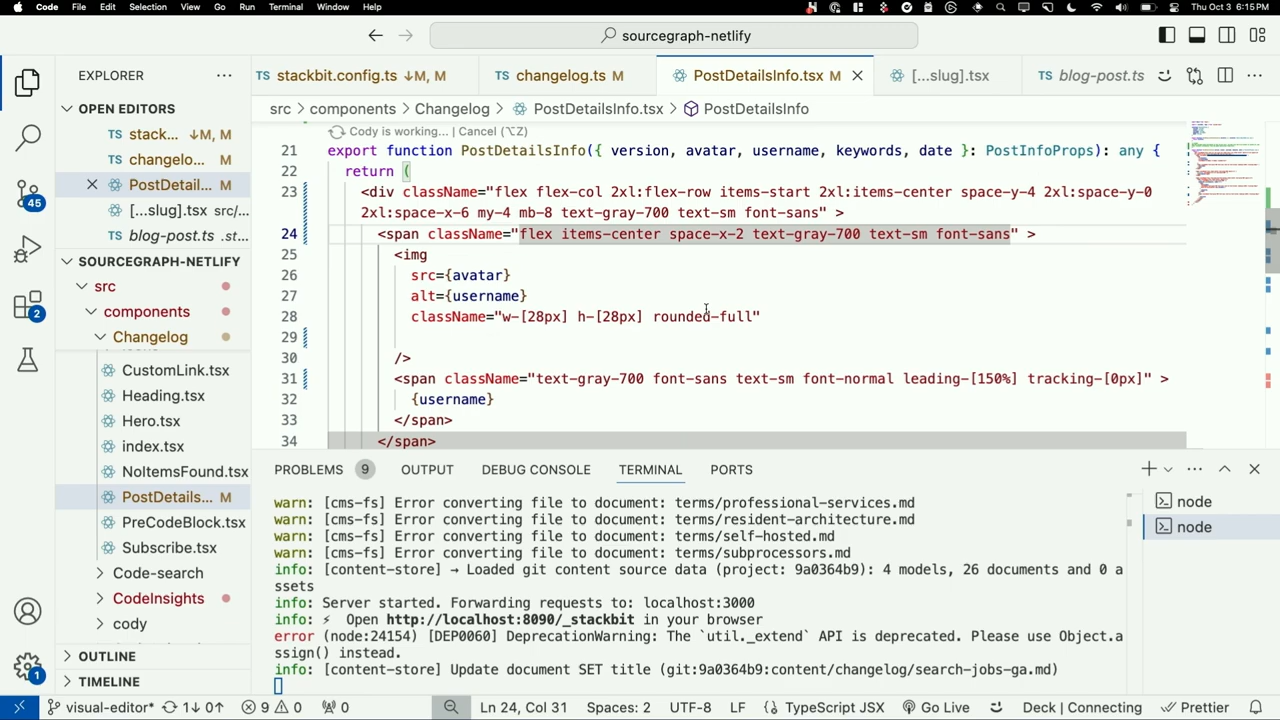 Code File Edit Selection View Go Run Terminal Window Help Thu Oct 3 6:15 PM
sourcegraph-netlify
EXPLORER
TS stackbit.config.ts ↓M, M TS changelog.ts M PostDetailsInfo.tsx M [...slug].tsx TS blog-post.ts
OPEN EDITORS
TS stack... ↓M, M
TS changelo... M
PostDetail... M
[...slug].tsx src/...
TS blog-post.ts .st...
SOURCEGRAPH-NETLIFY
src
components
Changelog
CustomLink.tsx
Heading.tsx
Hero.tsx
index.tsx
NoItemsFound.tsx
PostDetails... M
PreCodeBlock.tsx
Subscribe.tsx
Code-search
CodeInsights
cody
OUTLINE
TIMELINE
45
2
1
src > components > Changelog > PostDetailsInfo.tsx > PostDetailsInfo
Cody is working... | Cancel (⌥Z)
21 export function PostDetailsInfo({ version, avatar, username, keywords, date }: PostInfoProps): any {
22 return (
23 <div className="flex flex-col 2xl:flex-row items-start 2xl:items-center space-y-4 2xl:space-y-0
2xl:space-x-6 my-4 mb-8 text-gray-700 text-sm font-sans" >
24 <span className="flex items-center space-x-2 text-gray-700 text-sm font-sans" >
25 <img
26 src={avatar}
27 alt={username}
28 className="w-[28px] h-[28px] rounded-full"
29
30 />
31 <span className="text-gray-700 font-sans text-sm font-normal leading-[150%] tracking-[0px]" >
32 {username}
33 </span>
34 </span>
PROBLEMS 9 OUTPUT DEBUG CONSOLE TERMINAL PORTS
warn: [cms-fs] Error converting file to document: terms/professional-services.md
warn: [cms-fs] Error converting file to document: terms/resident-architecture.md
warn: [cms-fs] Error converting file to document: terms/self-hosted.md
warn: [cms-fs] Error converting file to document: terms/subprocessors.md
info: [content-store] → Loaded git content source data (project: 9a0364b9): 4 models, 26 documents and 0 a
ssets
info: Server started. Forwarding requests to: localhost:3000
info: ⚡ Open http://localhost:8090/_stackbit in your browser
error (node:24154) [DEP0060] DeprecationWarning: The `util._extend` API is deprecated. Please use Object.a
ssign() instead.
info: [content-store] Update document SET title (git:9a0364b9:content/changelog/search-jobs-ga.md)
node
node
visual-editor* 1↓ 0↑ 9 0 0 Ln 24, Col 31 Spaces: 2 UTF-8 LF {} TypeScript JSX Go Live Deck | Connecting Prettier